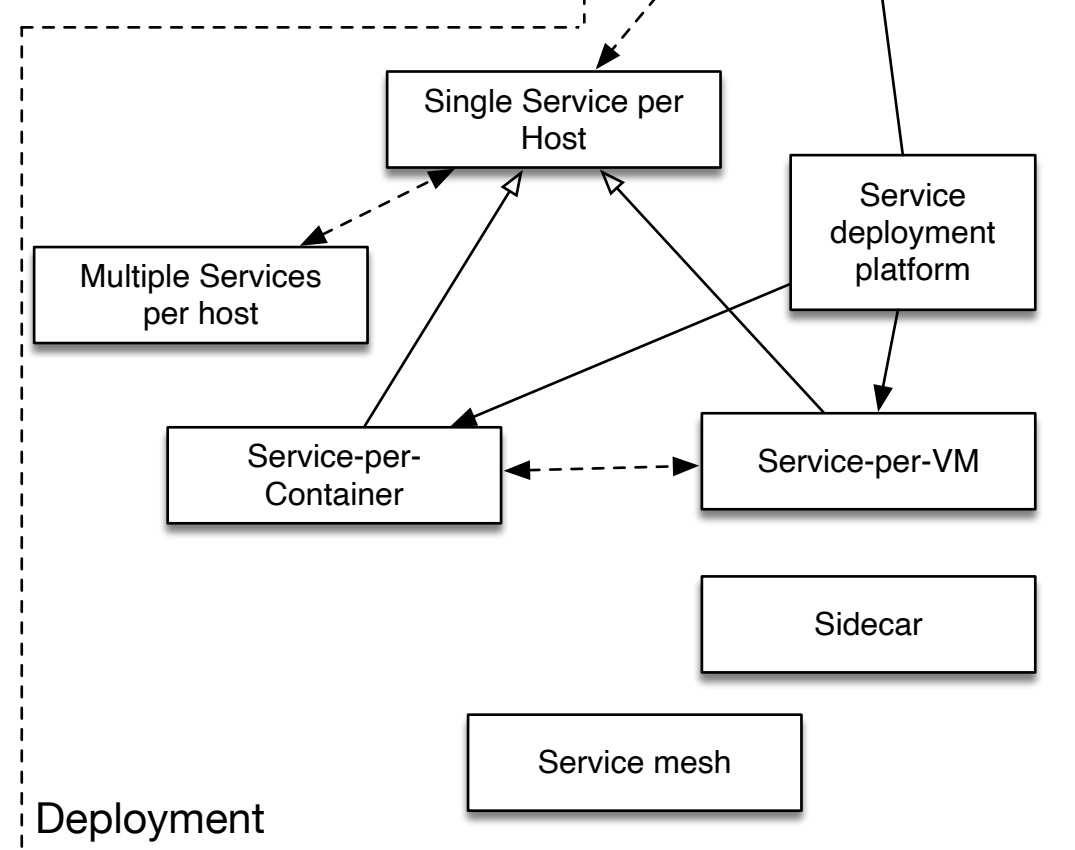 Single Service per
Host
Service
deployment
platform
Multiple Services
per host
Service-per-
Container
Service-per-VM
Sidecar
Service mesh
Deployment